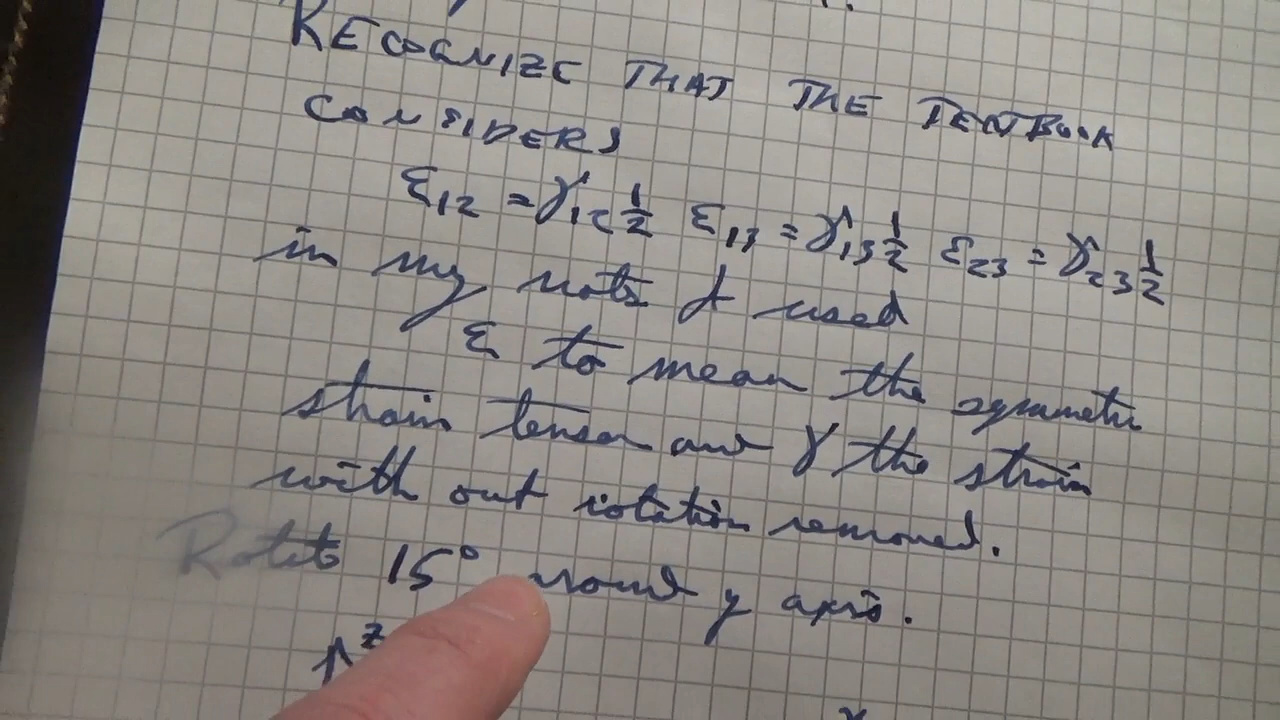 RECOGNIZE THAT THE TEXTBOOK
CONSIDERS
ε12 = γ12 1/2 ε13 = γ13 1/2 ε23 = γ23 1/2
in my nots I used
ε to mean the symmetric
strain tensor and γ the strain
with out rotation removed.
Rotate 15° around y axis.
z
x